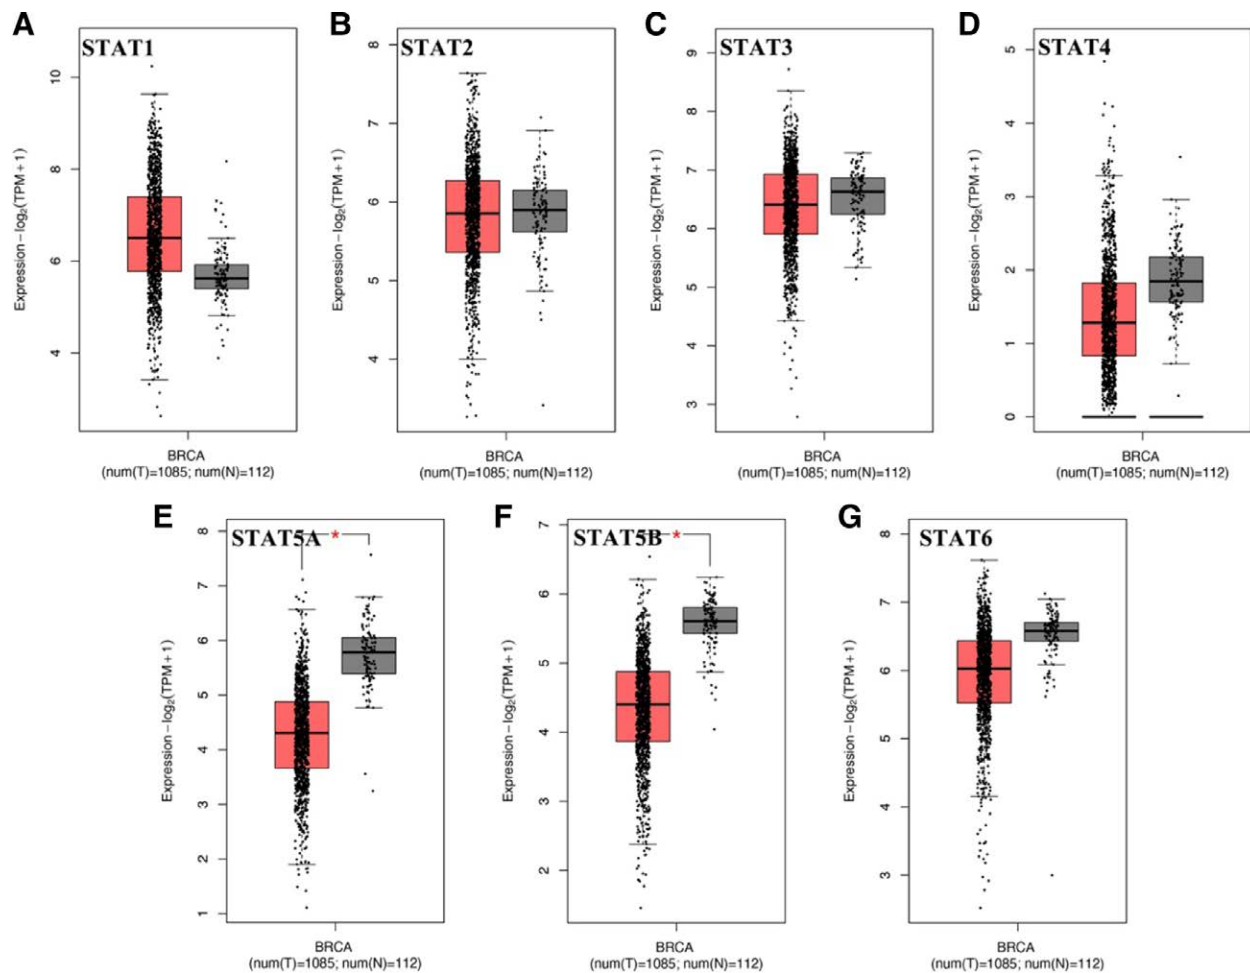 A
STAT1
Expression − log2(TPM+1)
10
8
6
4
BRCA
(num(T)=1085; num(N)=112)
B
STAT2
Expression − log2(TPM+1)
8
7
6
5
4
BRCA
(num(T)=1085; num(N)=112)
C
STAT3
Expression − log2(TPM+1)
9
8
7
6
5
4
3
BRCA
(num(T)=1085; num(N)=112)
D
STAT4
Expression − log2(TPM+1)
5
4
3
2
1
0
BRCA
(num(T)=1085; num(N)=112)
E
STAT5A
*
Expression − log2(TPM+1)
8
7
6
5
4
3
2
1
BRCA
(num(T)=1085; num(N)=112)
F
STAT5B
*
Expression − log2(TPM+1)
7
6
5
4
3
2
BRCA
(num(T)=1085; num(N)=112)
G
STAT6
Expression − log2(TPM+1)
8
7
6
5
4
3
BRCA
(num(T)=1085; num(N)=112)